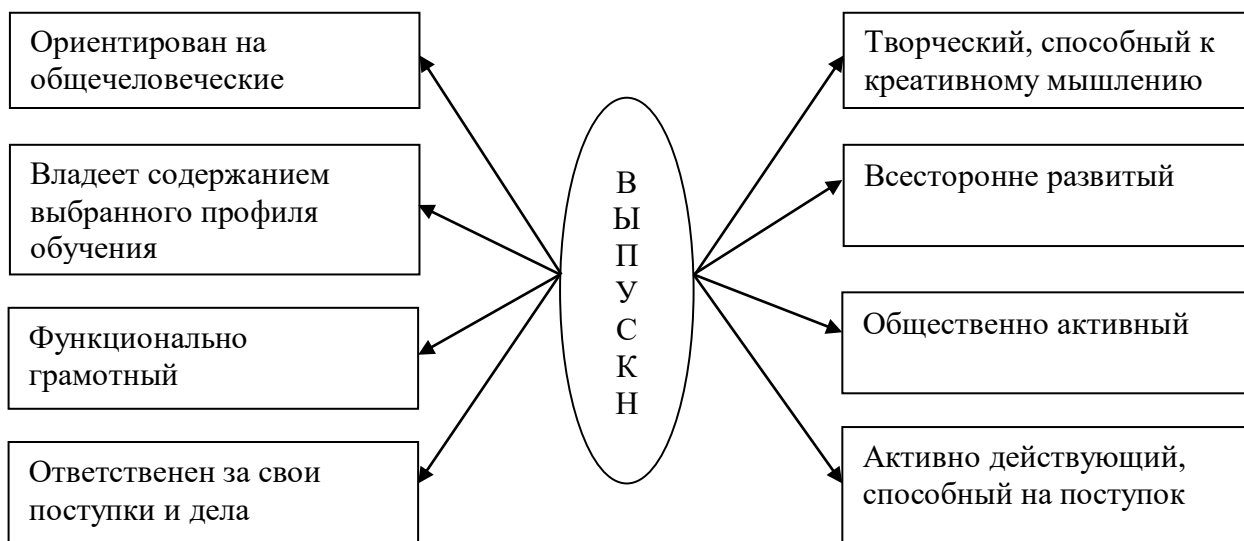 Ориентирован на
общечеловеческие
Владеет содержанием
выбранного профиля
обучения
Функционально
грамотный
Ответственен за свои
поступки и дела
В
Ы
П
У
С
К
Н
Творческий, способный к
креативному мышлению
Всесторонне развитый
Общественно активный
Активно действующий,
способный на поступок